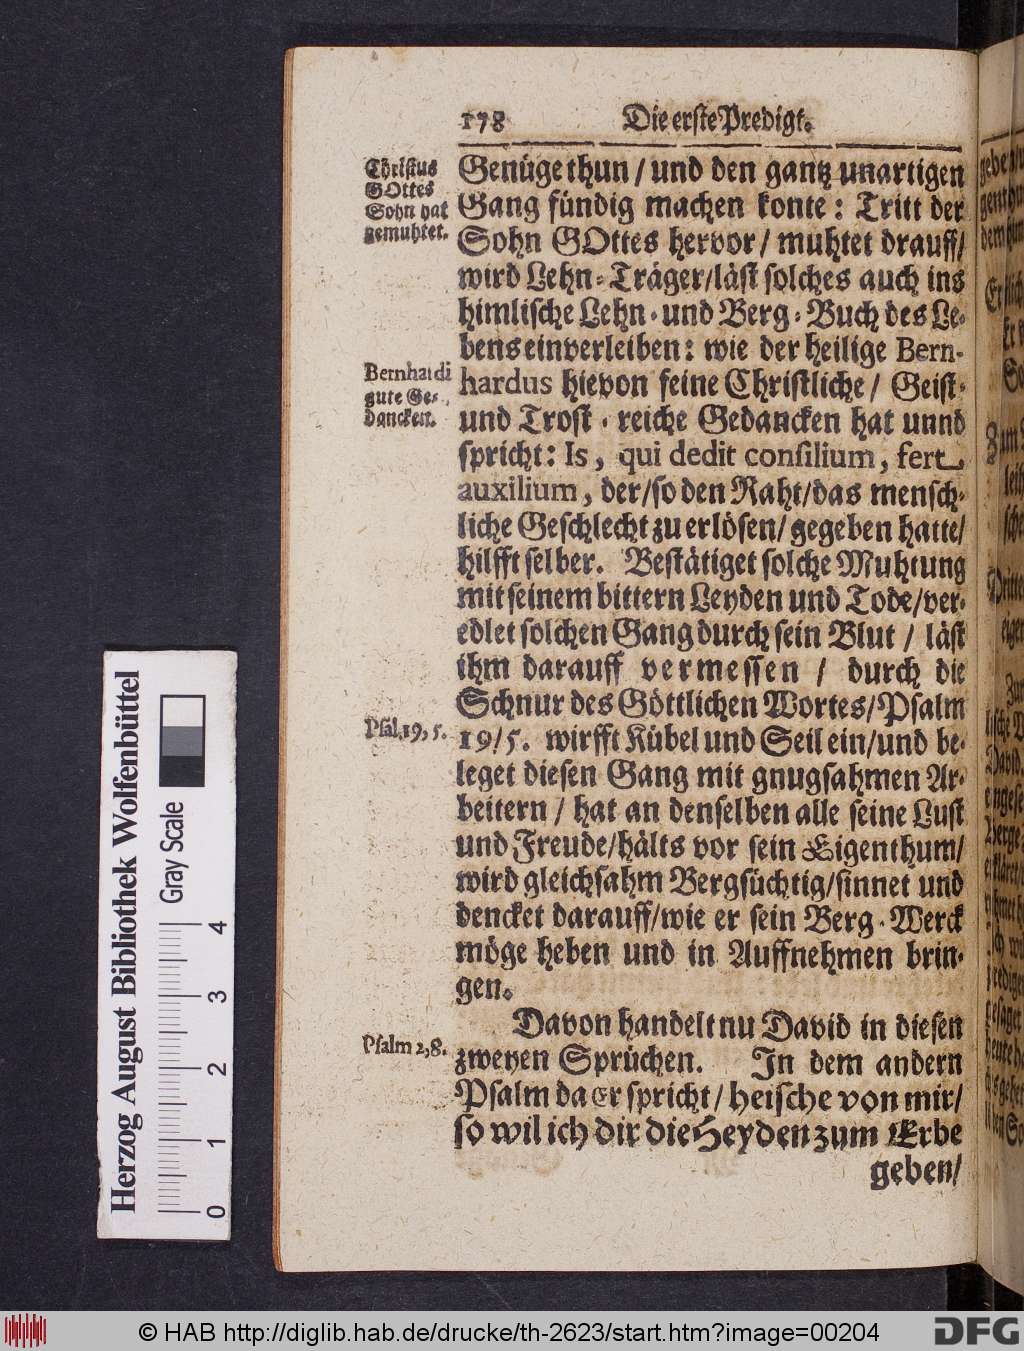 178 Die erste Predigt.
Christus
GOttes
Sohn hat
gemuhtet.
Genüge thun / und den gantz unartigen
Gang fündig machen konte: Tritt der
Sohn GOttes hervor / muhtet drauff /
wird Lehn-Träger / läst solches auch ins
himlische Lehn- und Berg-Buch des Le-
bens einverleiben: wie der heilige Bern-
Bernhardi
gute Ge-
dancken.
hardus hievon feine Christliche / Geist-
und Trost-reiche Gedancken hat unnd
spricht: Is, qui dedit consilium, fert
auxilium, der / so den Raht / das mensch-
liche Geschlecht zu erlösen / gegeben hatte /
hilfft selber. Bestätiget solche Muhtung
mit seinem bittern Leyden und Tode / ver-
edlet solchen Gang durch sein Blut / läst
ihm darauff vermessen / durch die
Schnur des Göttlichen Wortes / Psalm
Psal. 19, 5.
19 / 5. wirfft Kübel und Seil ein / und be-
leget diesen Gang mit gnugsahmen Ar-
beitern / hat an denselben alle seine Lust
und Freude / hälts vor sein Eigenthum /
wird gleichsahm Bergsüchtig / sinnet und
dencket darauff / wie er sein Berg-Werck
möge heben und in Auffnehmen brin-
gen.
Davon handelt nu David in diesen
Psalm 2, 8.
zweyen Sprüchen. In dem andern
Psalm da Er spricht / heische von mir /
so wil ich dir die Heyden zum Erbe
geben /
Herzog August Bibliothek Wolfenbüttel
Gray Scale
0 1 2 3 4
© HAB http://diglib.hab.de/drucke/th-2623/start.htm?image=00204
DFG